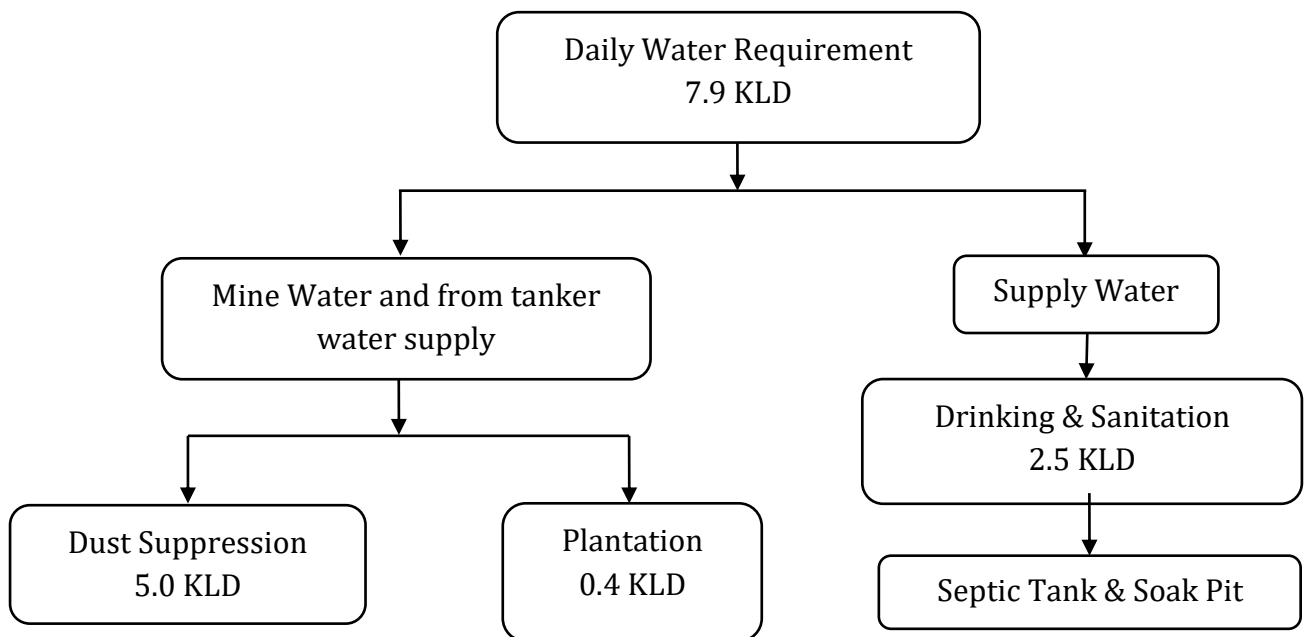 Daily Water Requirement
7.9 KLD
Mine Water and from tanker
water supply
Supply Water
Drinking & Sanitation
2.5 KLD
Dust Suppression
5.0 KLD
Plantation
0.4 KLD
Septic Tank & Soak Pit